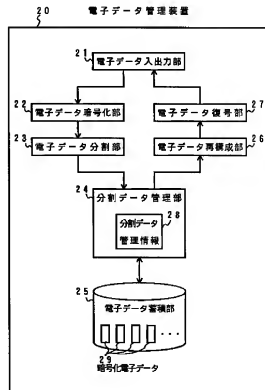 20 電子データ管理装置
21
電子データ入出力部
22
電子データ暗号化部
27
電子データ復号部
23
電子データ分割部
26
電子データ再構成部
24
分割データ管理部
28
分割データ
管理情報
25
電子データ蓄積部
・・・
29
暗号化電子データ